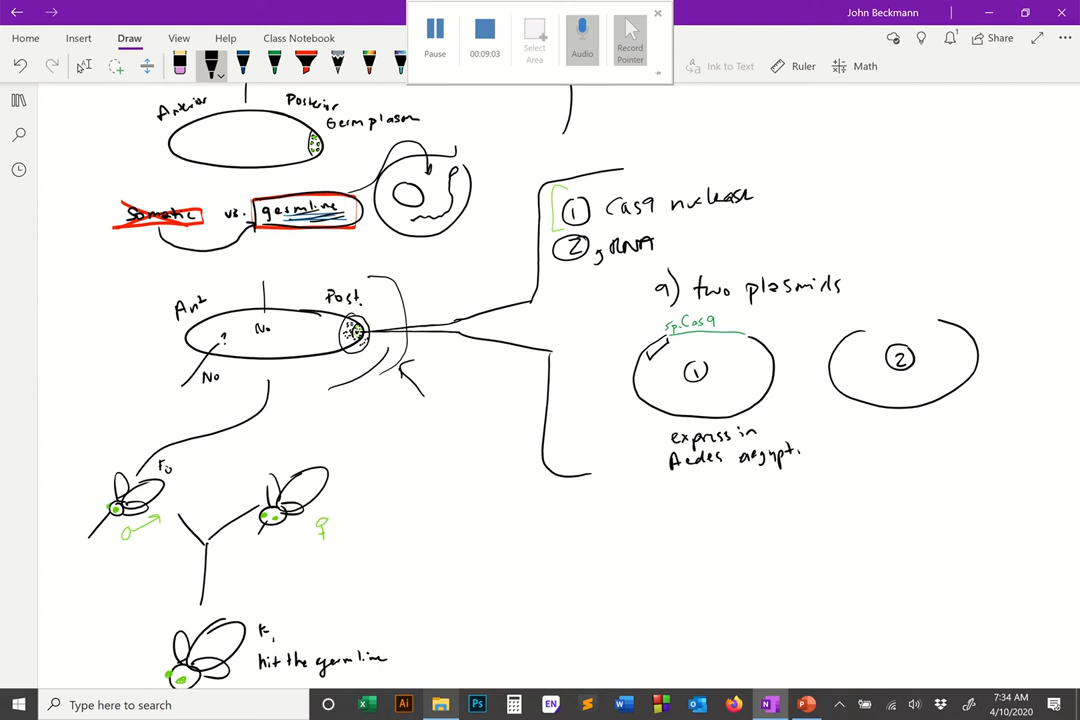 John Beckmann
Home
Insert
Draw
View
Help
Class Notebook
Pause
00:09:03
Select
Area
Audio
Record
Pointer
Share
Ink to Text
Ruler
Math
Anterior
Posterior
Germ plasm
Somatic vs. germline
① Cas9 nuclease
② gRNA
a) two plasmids
sp.Cas9
①
②
express in
Aedes aegypti
Ant
Post.
No
?
No
F0
♂
♀
F1
hit the germline
Type here to search
7:34 AM
4/10/2020